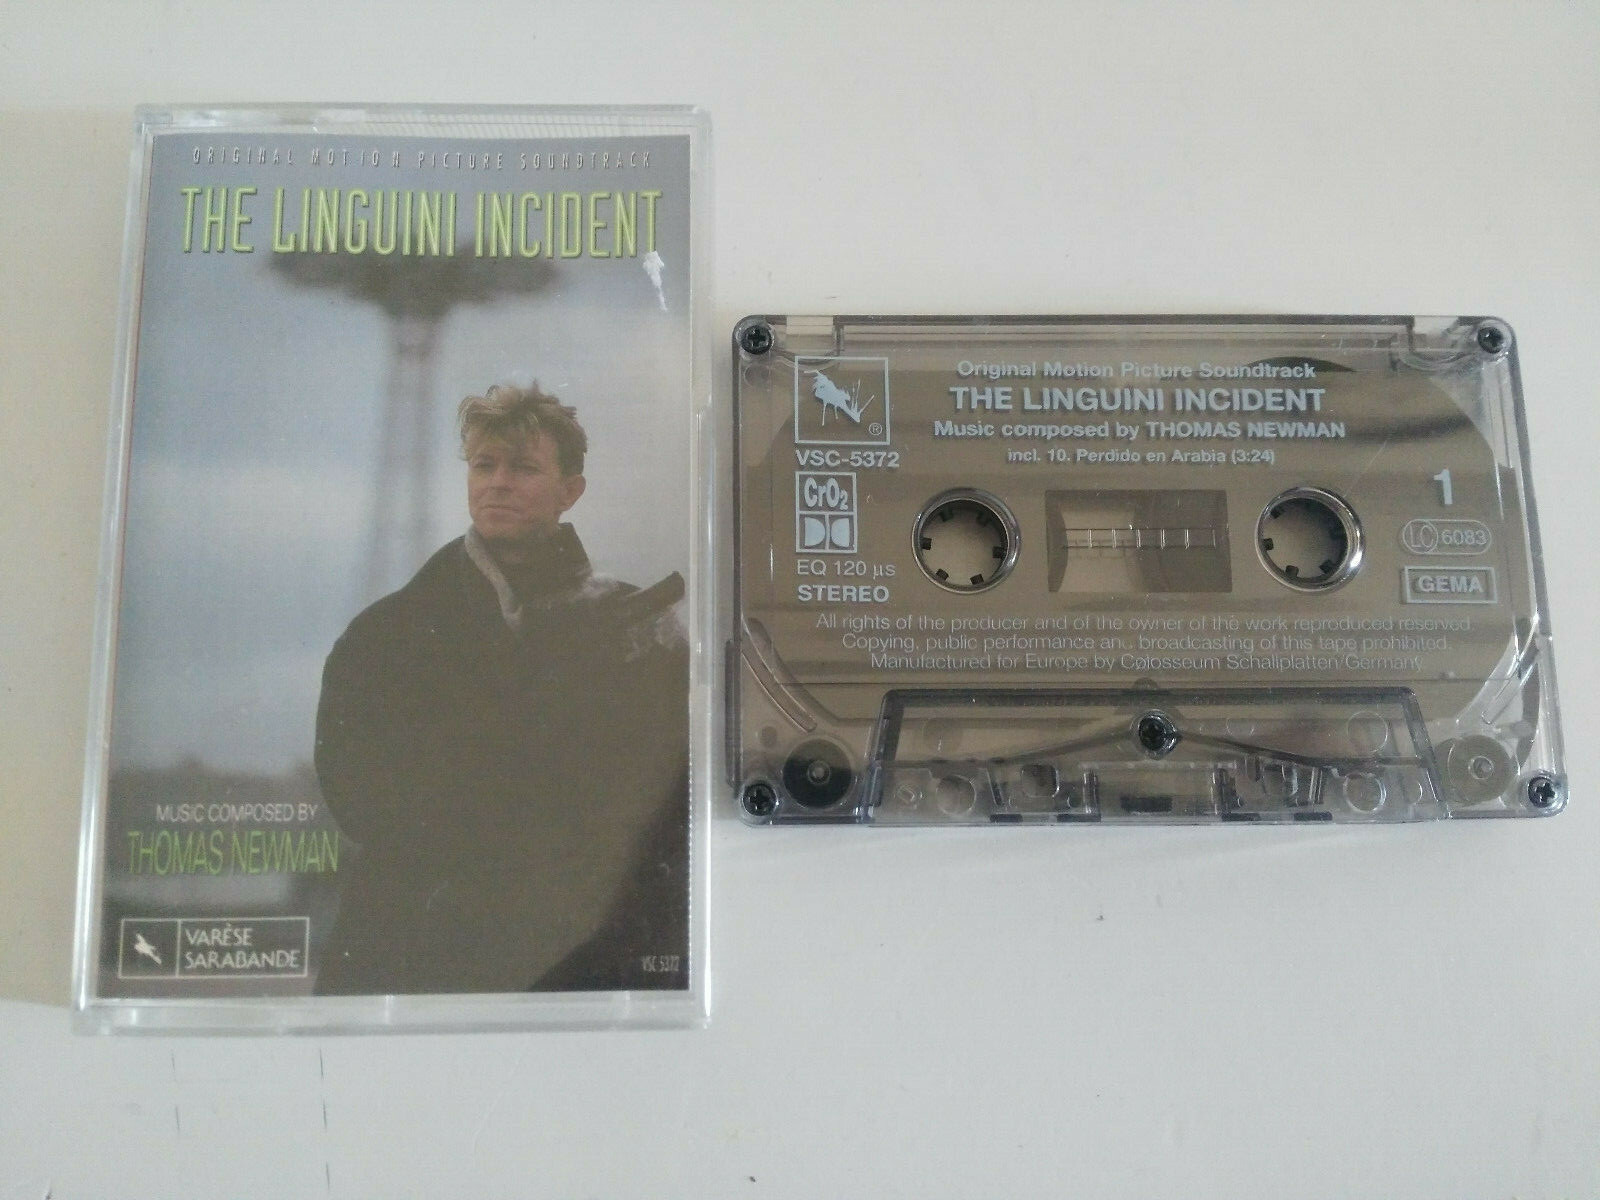 ORIGINAL MOTION PICTURE SOUNDTRACK
THE LINGUINI INCIDENT
MUSIC COMPOSED BY
THOMAS NEWMAN
VARÈSE
SARABANDE
VSC 5372
Original Motion Picture Soundtrack
THE LINGUINI INCIDENT
Music composed by THOMAS NEWMAN
incl. 10. Perdido en Arabia (3:24)
®
VSC-5372
CrO2
EQ 120 µs
STEREO
1
LC 6083
GEMA
All rights of the producer and of the owner of the work reproduced reserved.
Copying, public performance and broadcasting of this tape prohibited.
Manufactured for Europe by Colosseum Schallplatten/Germany.